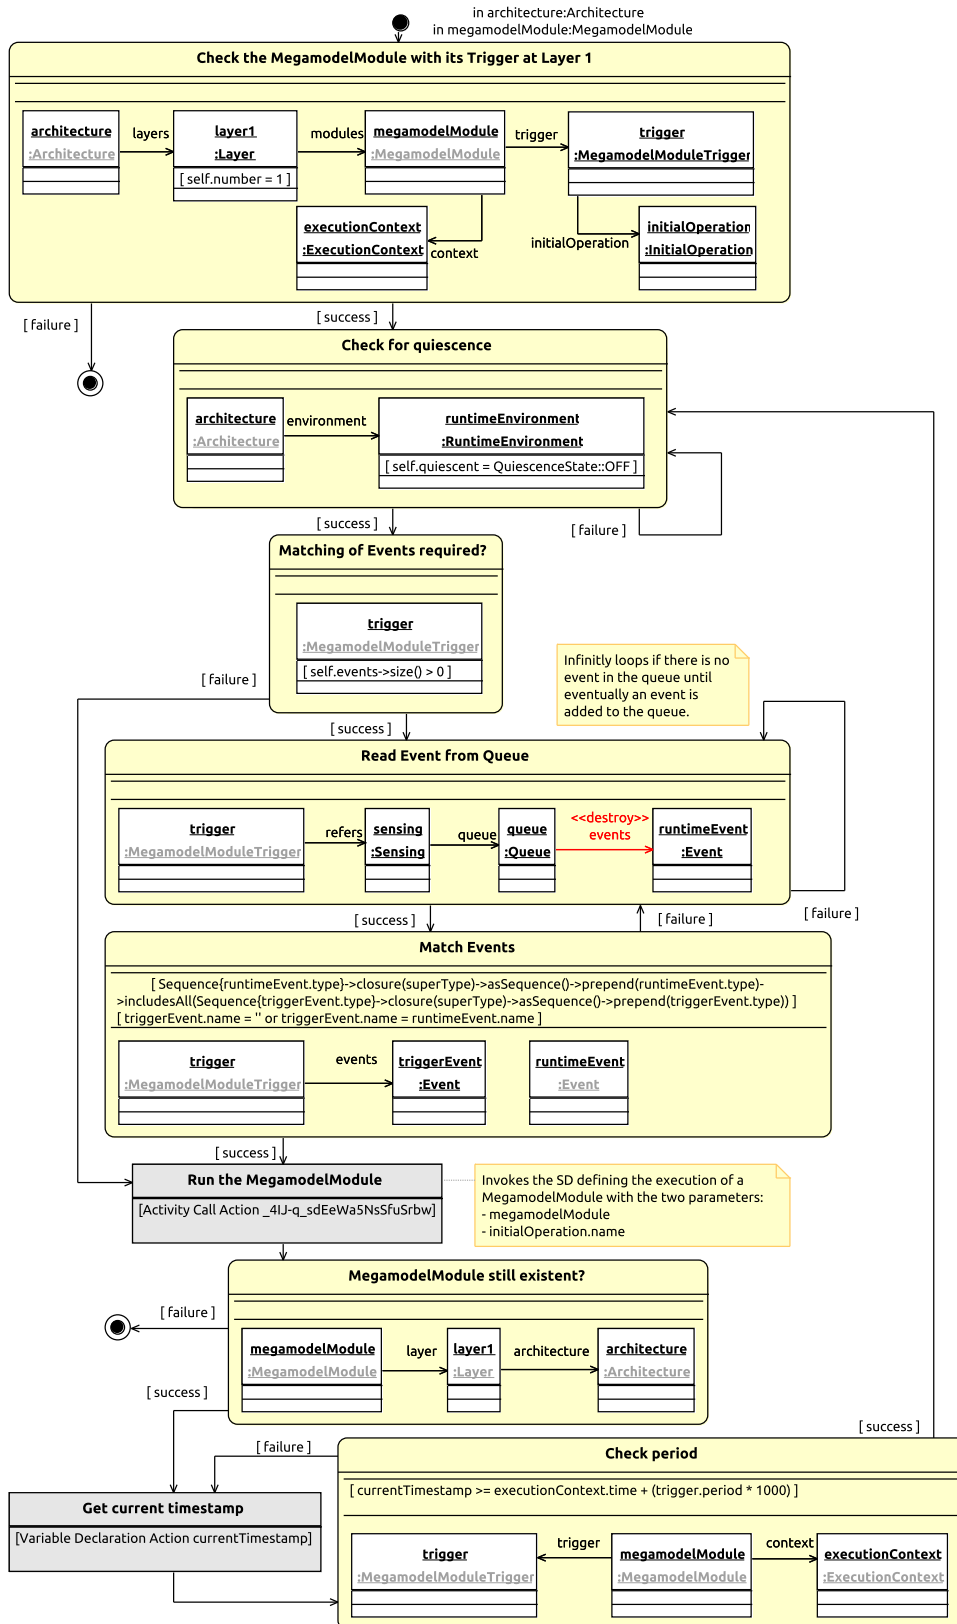 in architecture:Architecture
in megamodelModule:MegamodelModule
Check the MegamodelModule with its Trigger at Layer 1
architecture
:Architecture
layers
layer1
:Layer
[ self.number = 1 ]
modules
megamodelModule
:MegamodelModule
trigger
trigger
:MegamodelModuleTrigger
executionContext
:ExecutionContext
context
initialOperation
initialOperation
:InitialOperation
[ failure ]
[ success ]
Check for quiescence
architecture
:Architecture
environment
runtimeEnvironment
:RuntimeEnvironment
[ self.quiescent = QuiescenceState::OFF ]
[ success ]
[ failure ]
Matching of Events required?
trigger
:MegamodelModuleTrigger
[ self.events->size() > 0 ]
[ failure ]
[ success ]
Infinitly loops if there is no
event in the queue until
eventually an event is
added to the queue.
Read Event from Queue
trigger
:MegamodelModuleTrigger
refers
sensing
:Sensing
queue
queue
:Queue
<<destroy>>
events
runtimeEvent
:Event
[ success ]
[ failure ]
[ failure ]
Match Events
[ Sequence{runtimeEvent.type}->closure(superType)->asSequence()->prepend(runtimeEvent.type)-
>includesAll(Sequence{triggerEvent.type}->closure(superType)->asSequence()->prepend(triggerEvent.type)) ]
[ triggerEvent.name = '' or triggerEvent.name = runtimeEvent.name ]
trigger
:MegamodelModuleTrigger
events
triggerEvent
:Event
runtimeEvent
:Event
[ success ]
Run the MegamodelModule
[Activity Call Action _4IJ-q_sdEeWa5NsSfuSrbw]
Invokes the SD defining the execution of a
MegamodelModule with the two parameters:
- megamodelModule
- initialOperation.name
MegamodelModule still existent?
[ failure ]
megamodelModule
:MegamodelModule
layer
layer1
:Layer
architecture
architecture
:Architecture
[ success ]
[ success ]
[ failure ]
Check period
[ currentTimestamp >= executionContext.time + (trigger.period * 1000) ]
Get current timestamp
[Variable Declaration Action currentTimestamp]
trigger
:MegamodelModuleTrigger
trigger
megamodelModule
:MegamodelModule
context
executionContext
:ExecutionContext